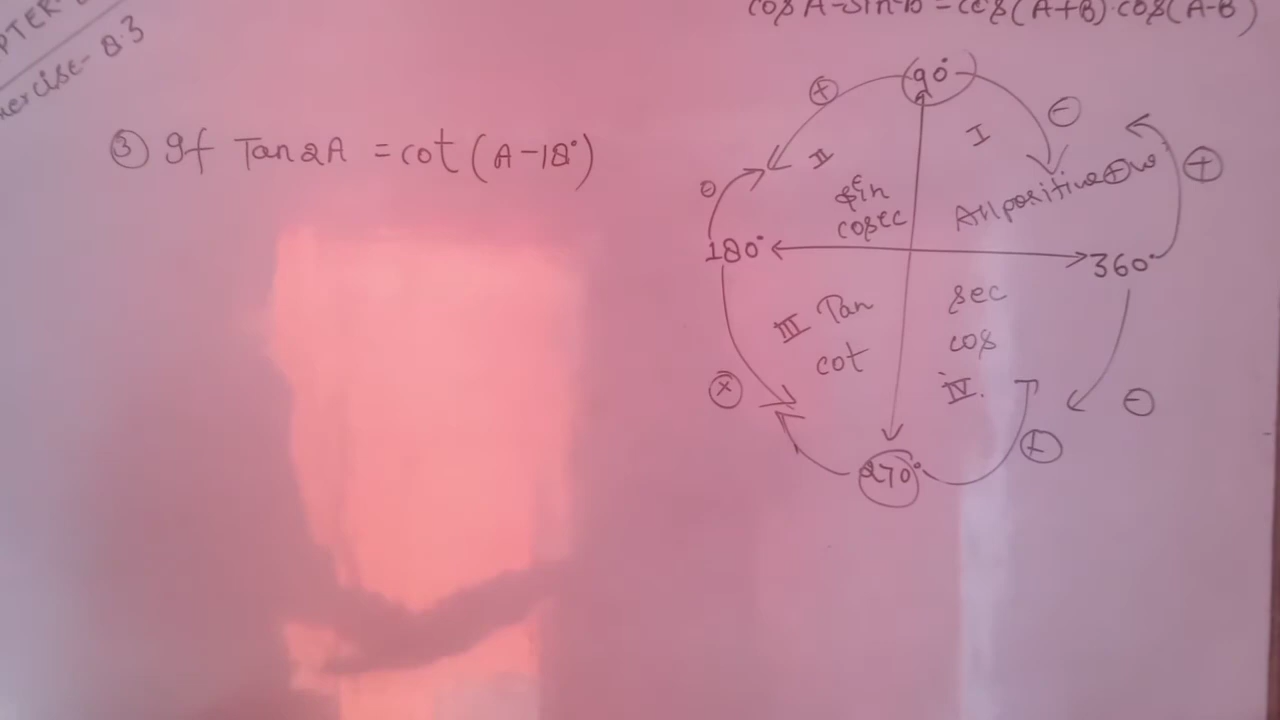 Exercise- 8.3
cos A-Sin B = cos(A+B).cos(A-B)
③ If Tan2A = cot (A-18°)
90°
+
-
II
I
sin
cosec
All positive + ve
-
+
180°
360°
III Tan
cot
sec
cos
IV.
+
-
+
270°